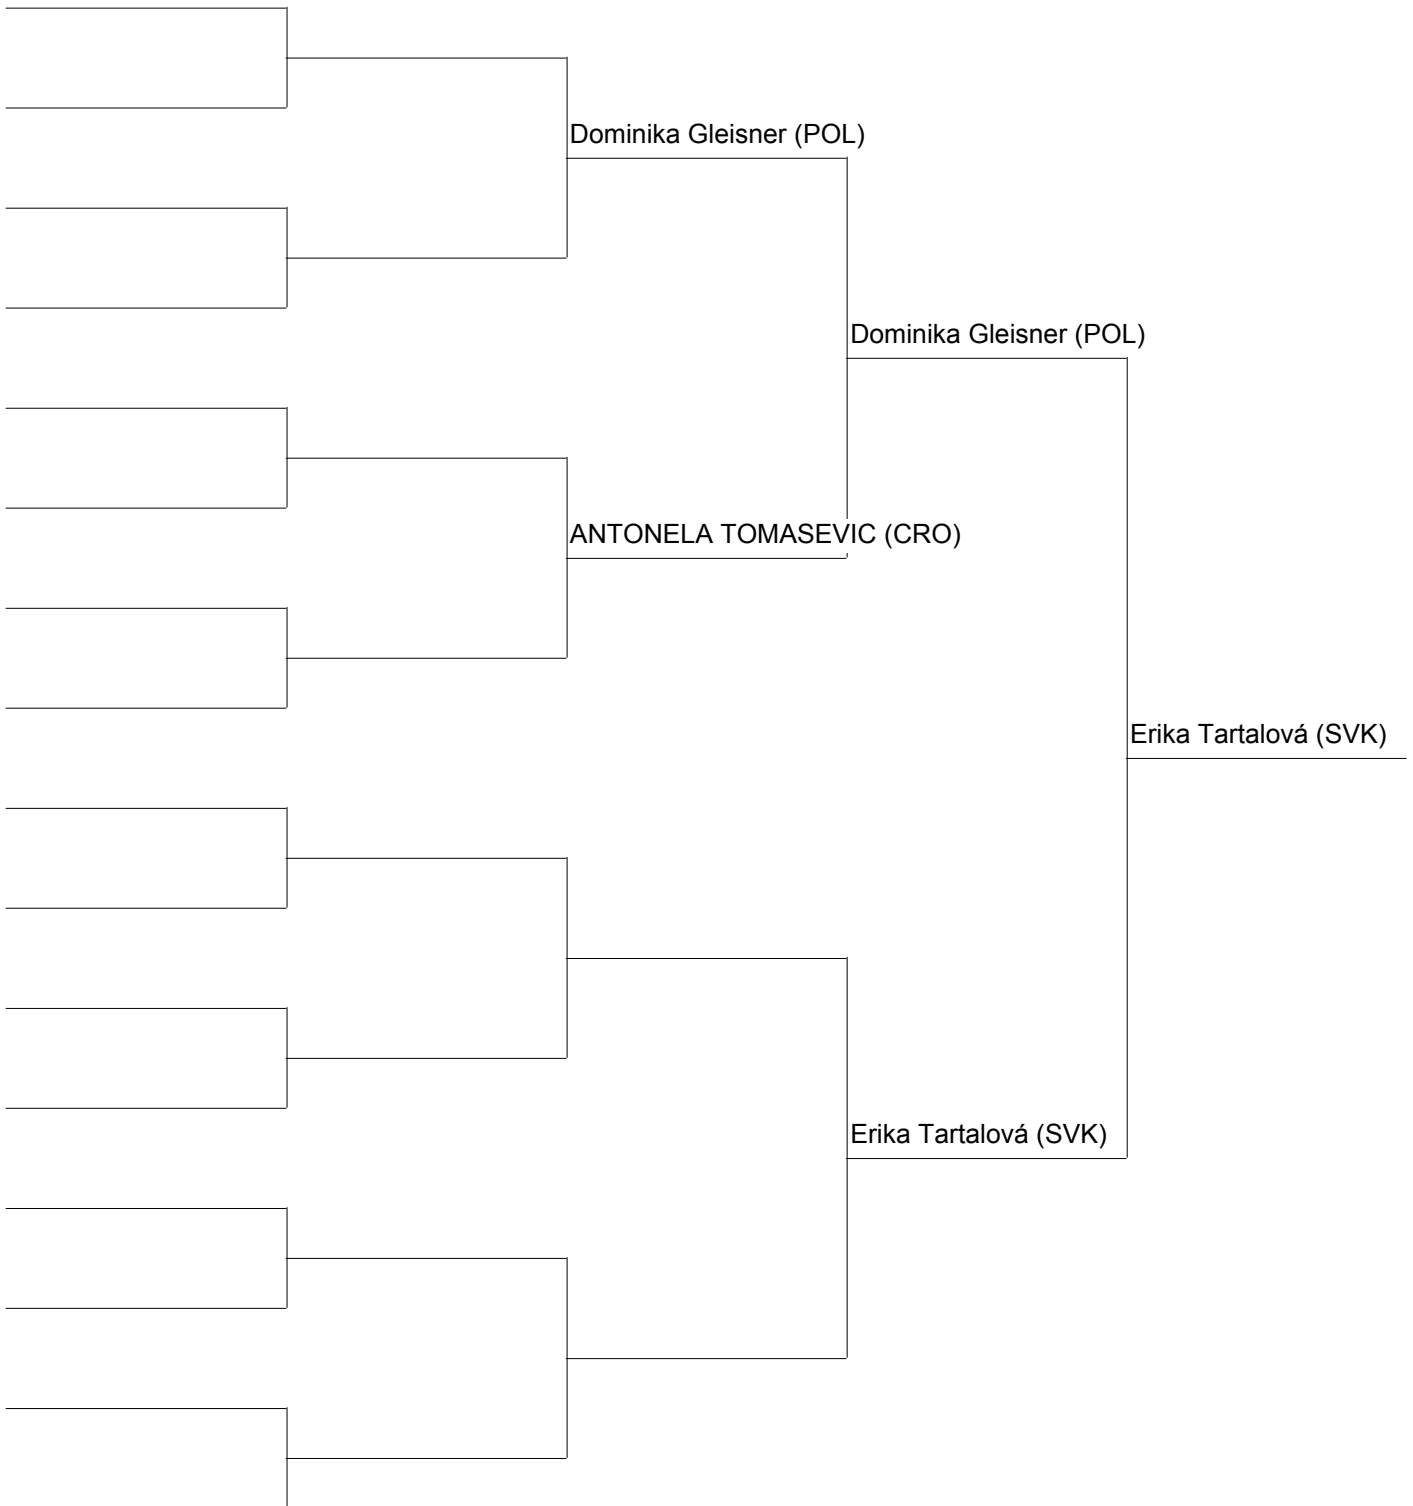 Dominika Gleisner (POL)
Dominika Gleisner (POL)
ANTONELA TOMASEVIC (CRO)
Erika Tartalová (SVK)
Erika Tartalová (SVK)